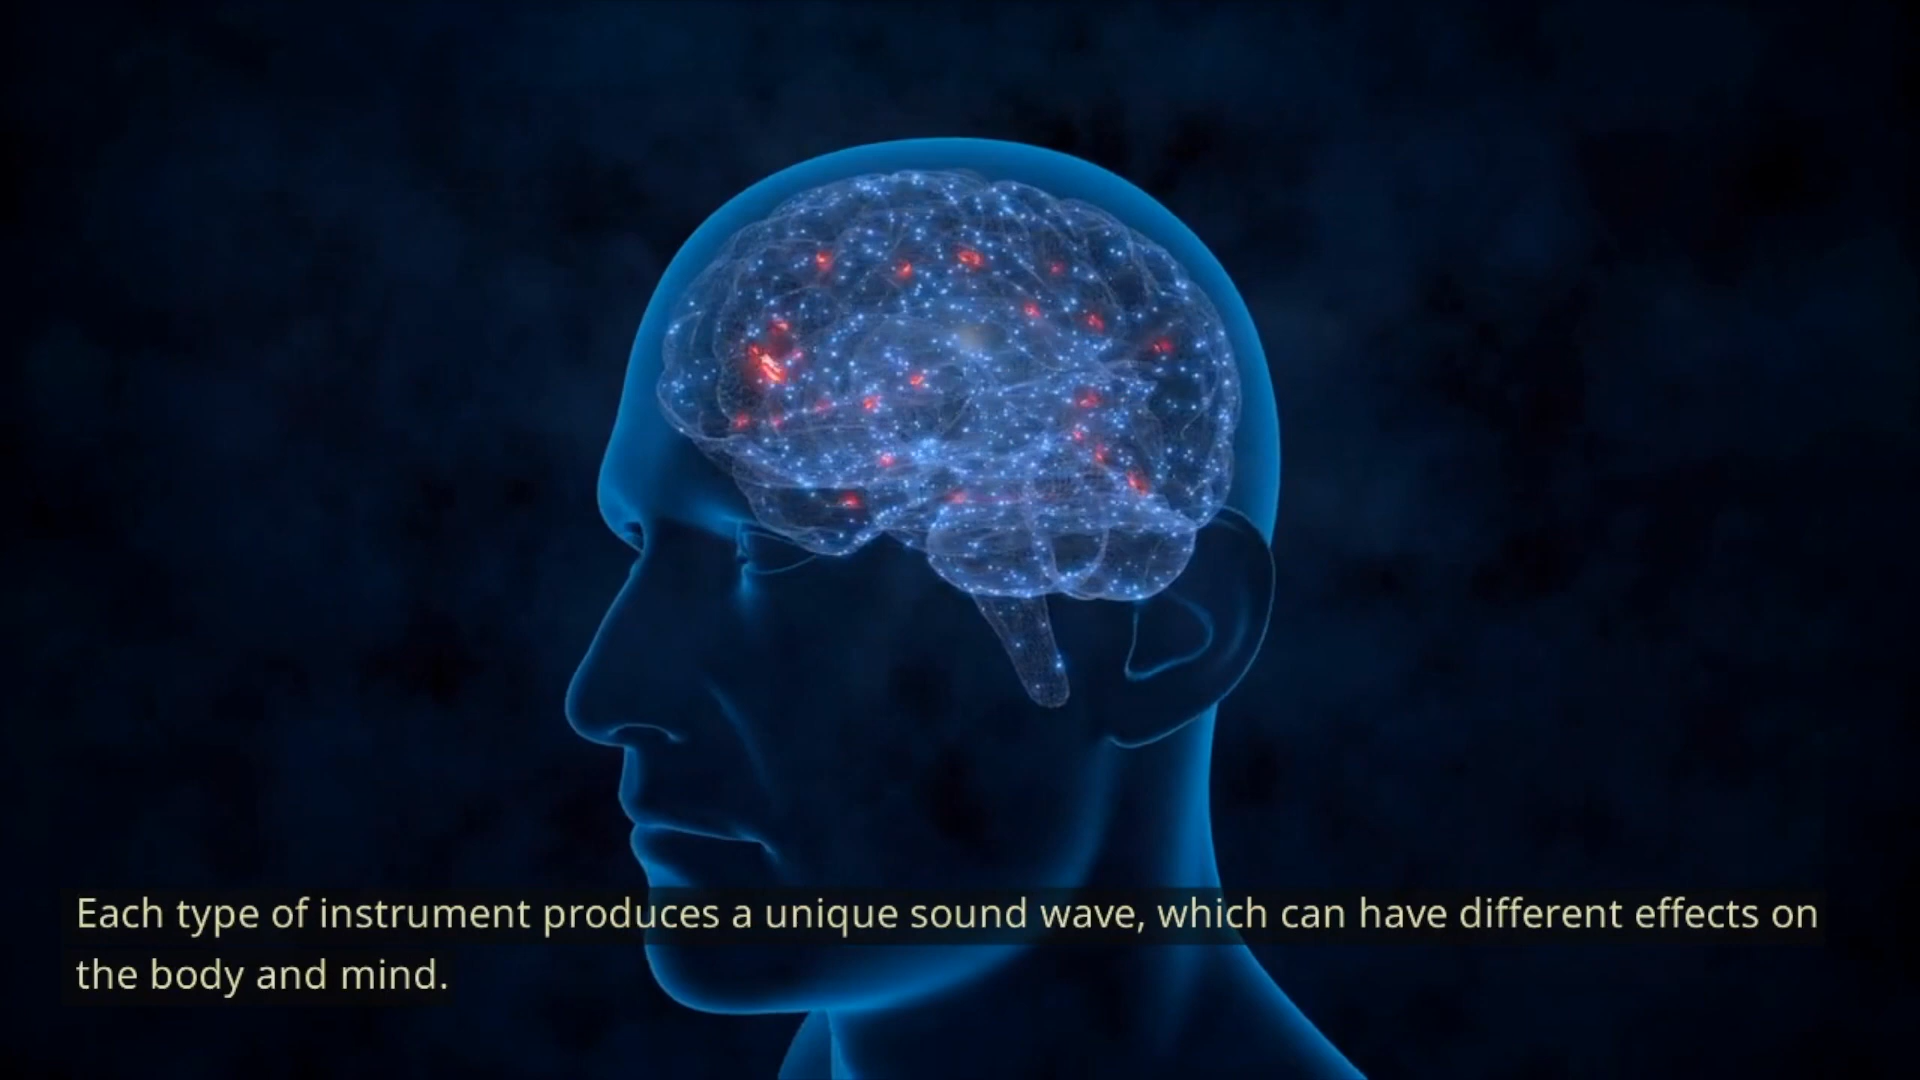 Each type of instrument produces a unique sound wave, which can have different effects on
the body and mind.